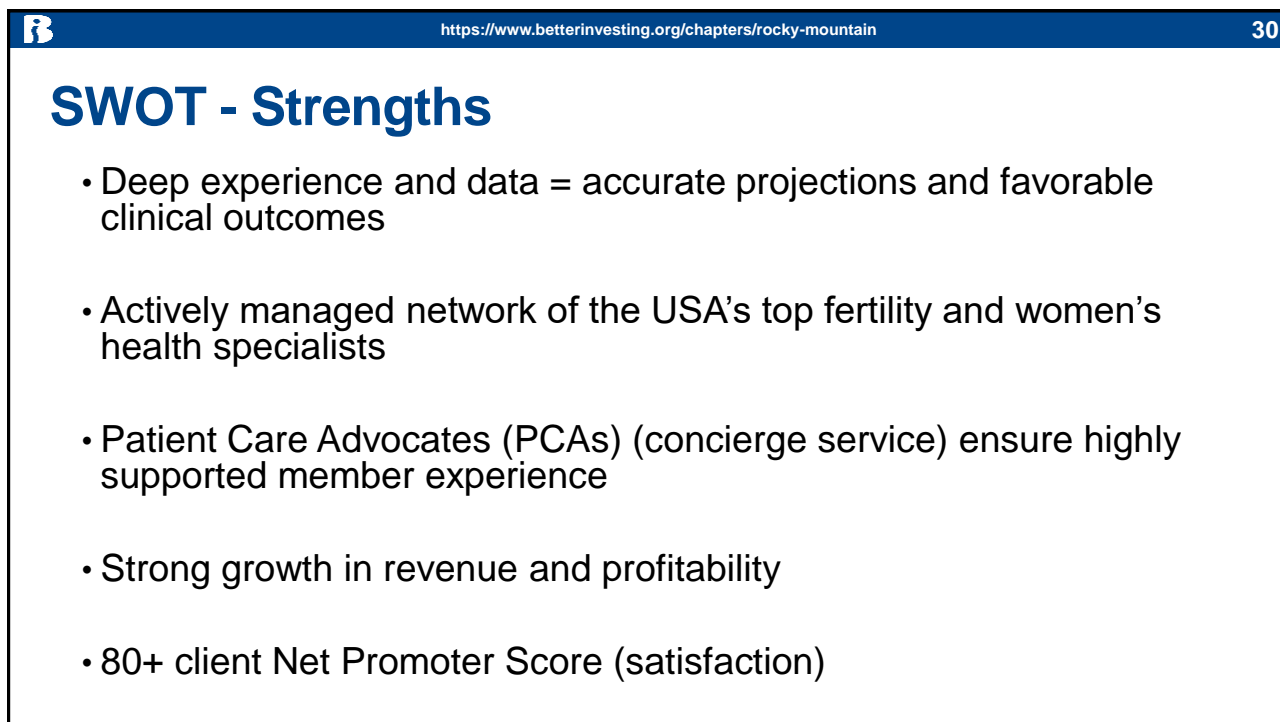 https://www.betterinvesting.org/chapters/rocky-mountain
30
SWOT - Strengths
• Deep experience and data = accurate projections and favorable
clinical outcomes
• Actively managed network of the USA’s top fertility and women’s
health specialists
• Patient Care Advocates (PCAs) (concierge service) ensure highly
supported member experience
• Strong growth in revenue and profitability
• 80+ client Net Promoter Score (satisfaction)